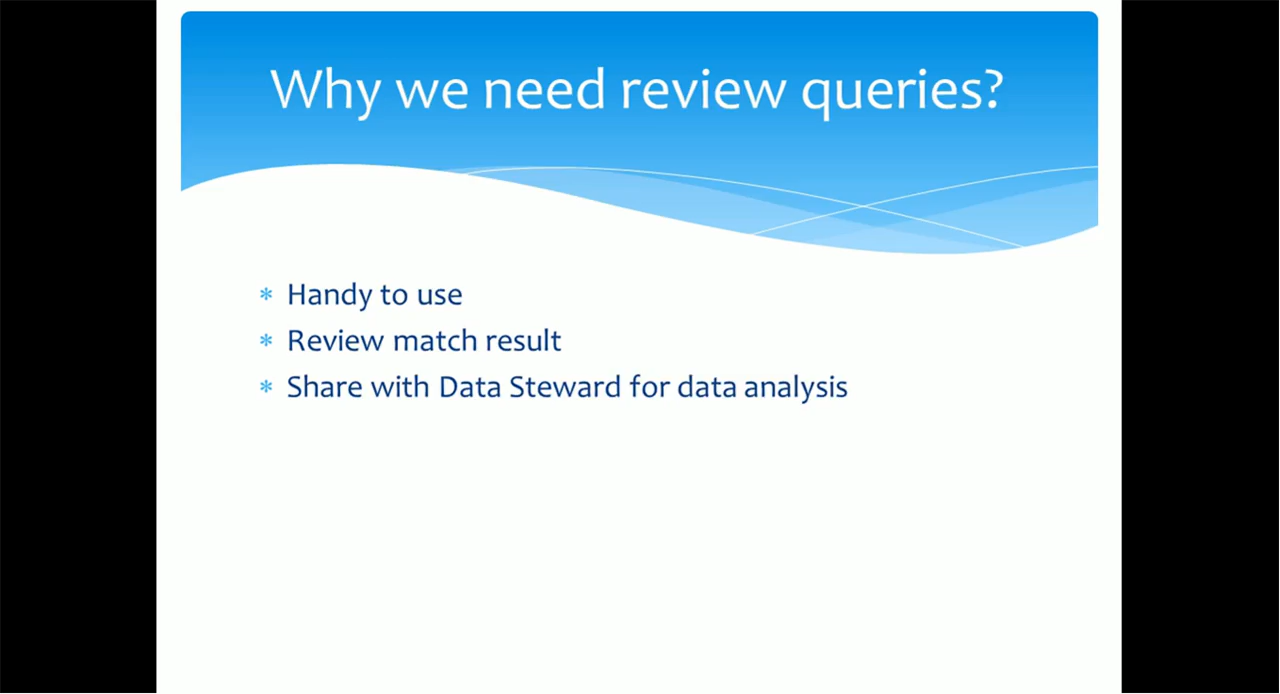 Why we need review queries?
* Handy to use
* Review match result
* Share with Data Steward for data analysis